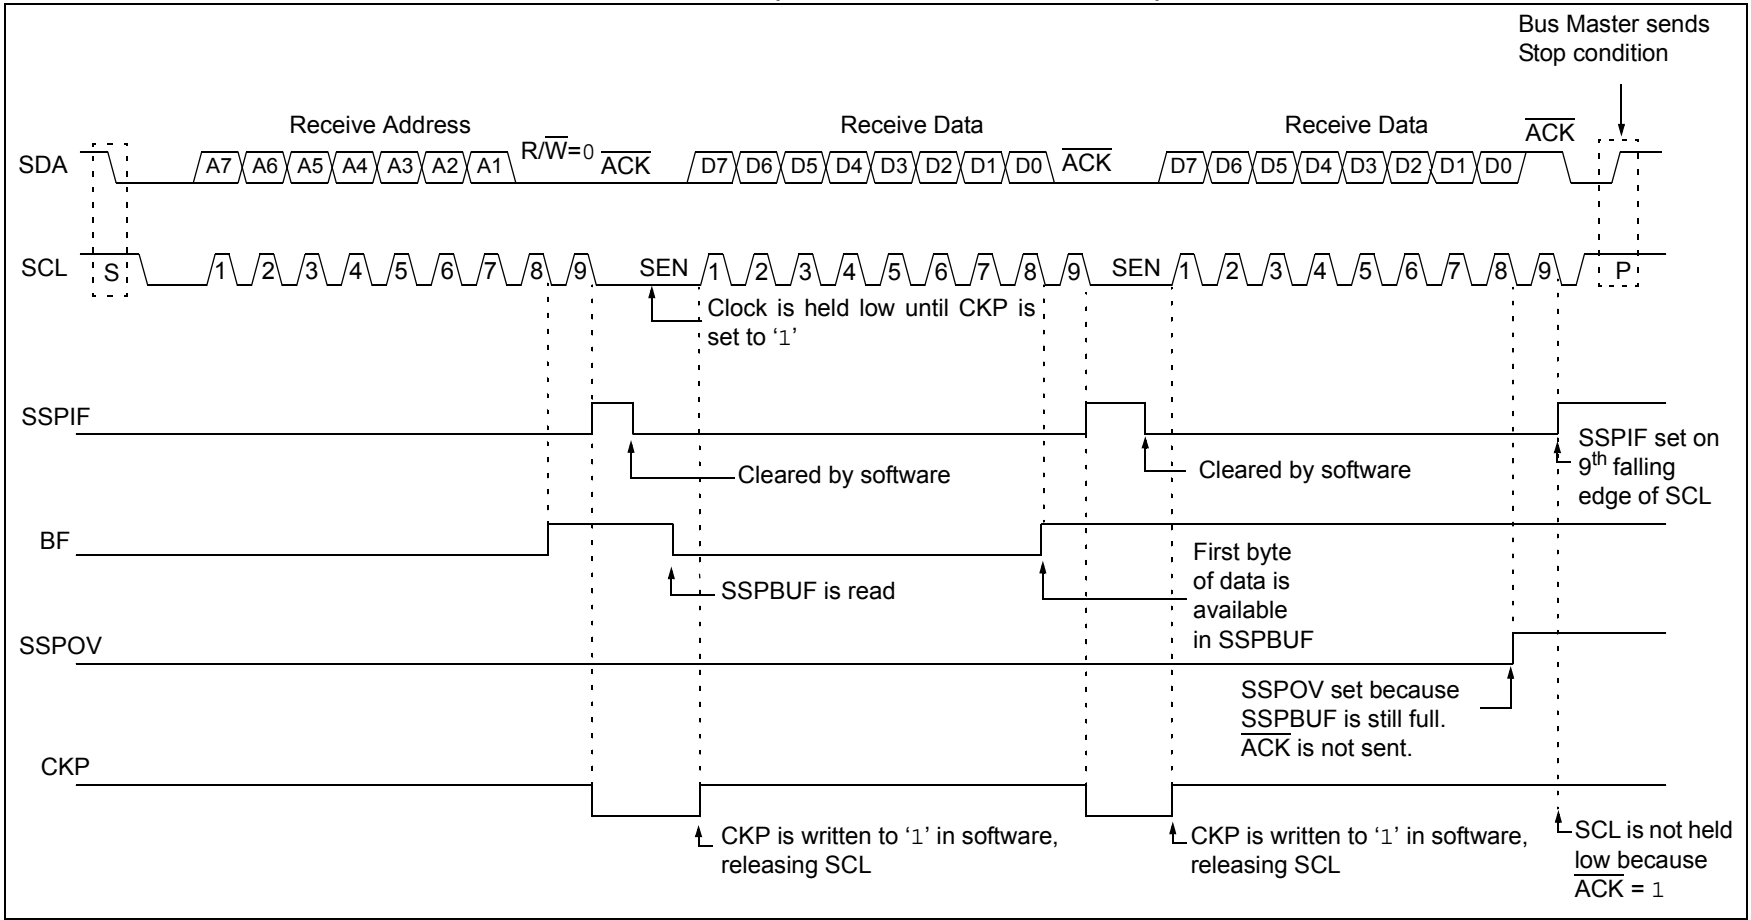 Bus Master sends
Stop condition
Receive Address
Receive Data
Receive Data
SDA
A7 A6 A5 A4 A3 A2 A1 R/W=0 ACK D7 D6 D5 D4 D3 D2 D1 D0 ACK D7 D6 D5 D4 D3 D2 D1 D0 ACK
SCL S 1 2 3 4 5 6 7 8 9 SEN 1 2 3 4 5 6 7 8 9 SEN 1 2 3 4 5 6 7 8 9 P
Clock is held low until CKP is
set to ‘1’
SSPIF
Cleared by software
Cleared by software
SSPIF set on
9th falling
edge of SCL
BF
SSPBUF is read
First byte
of data is
available
in SSPBUF
SSPOV
SSPOV set because
SSPBUF is still full.
ACK is not sent.
CKP
CKP is written to ‘1’ in software,
releasing SCL
CKP is written to ‘1’ in software,
releasing SCL
SCL is not held
low because
ACK = 1